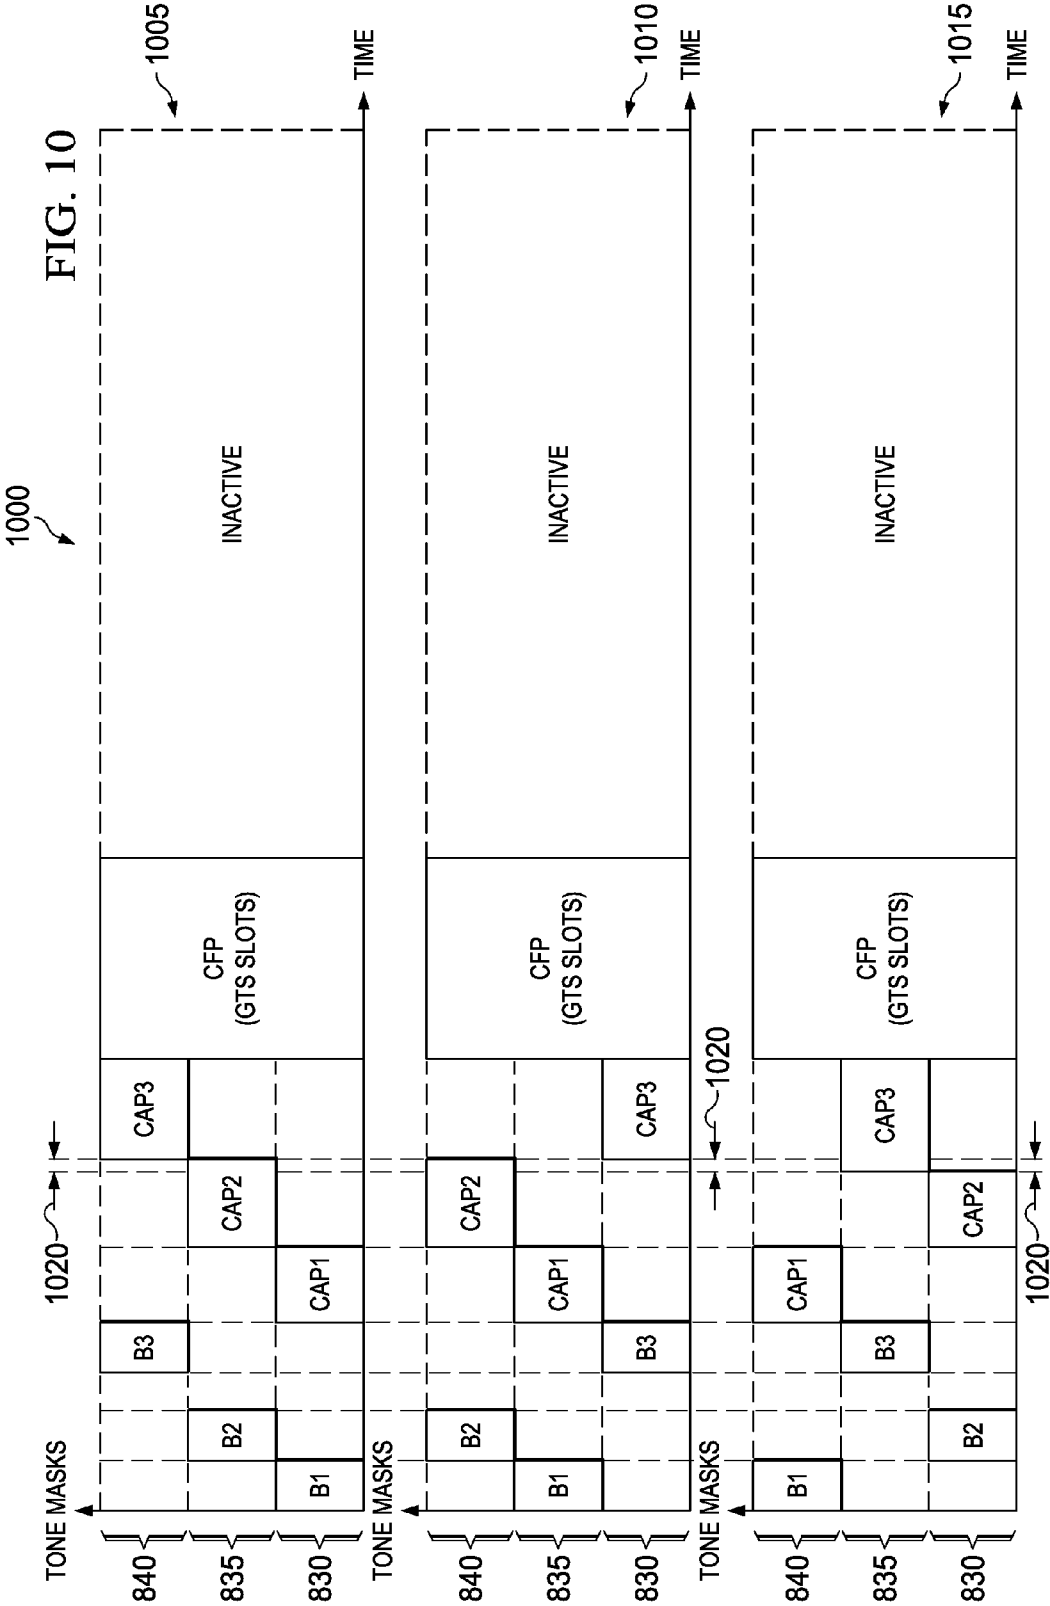 FIG. 10
1000
1005
TONE MASKS
840
835
830
B1
B2
B3
CAP1
CAP2
CAP3
1020
CFP
(GTS SLOTS)
INACTIVE
TIME
1010
TONE MASKS
840
835
830
B1
B2
B3
CAP1
CAP2
CAP3
1020
CFP
(GTS SLOTS)
INACTIVE
TIME
1015
TONE MASKS
840
835
830
B1
B2
B3
CAP1
CAP2
CAP3
1020
CFP
(GTS SLOTS)
INACTIVE
TIME